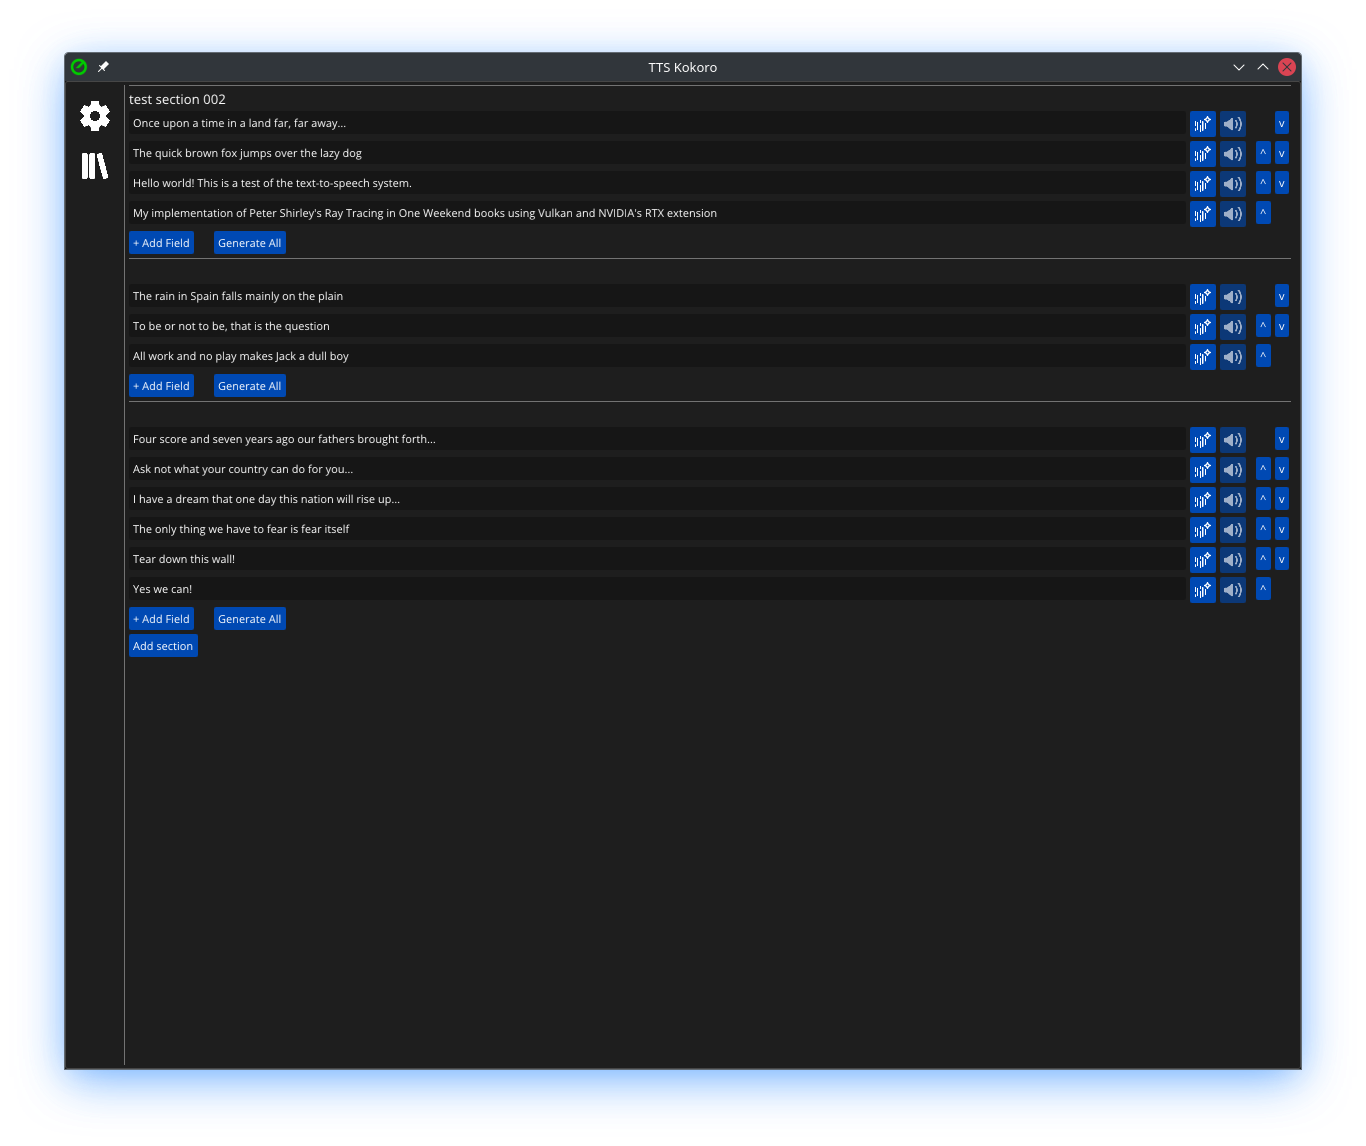 TTS Kokoro
test section 002
Once upon a time in a land far, far away...
v
The quick brown fox jumps over the lazy dog
^ v
Hello world! This is a test of the text-to-speech system.
^ v
My implementation of Peter Shirley's Ray Tracing in One Weekend books using Vulkan and NVIDIA's RTX extension
^
+ Add Field Generate All
The rain in Spain falls mainly on the plain
v
To be or not to be, that is the question
^ v
All work and no play makes Jack a dull boy
^
+ Add Field Generate All
Four score and seven years ago our fathers brought forth...
v
Ask not what your country can do for you...
^ v
I have a dream that one day this nation will rise up...
^ v
The only thing we have to fear is fear itself
^ v
Tear down this wall!
^ v
Yes we can!
^
+ Add Field Generate All
Add section